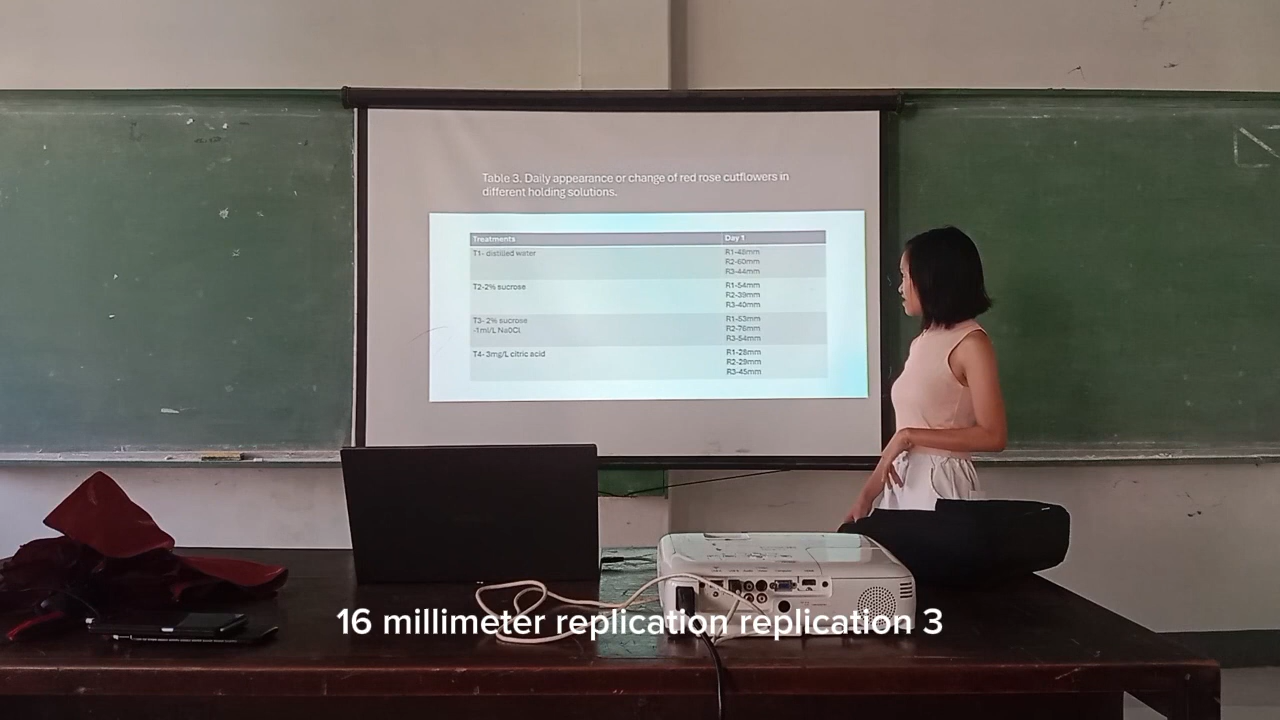 Table 3. Daily appearance or change of red rose cutflowers in
different holding solutions.
Treatments Day 1
T1- distilled water R1-48mm
R2-60mm
R3-44mm
T2-2% sucrose R1-54mm
R2-39mm
R3-40mm
T3- 2% sucrose R1-53mm
-1ml/L NaOCl R2-76mm
R3-54mm
T4- 3mg/L citric acid R1-28mm
R2-29mm
R3-45mm
16 millimeter replication replication 3